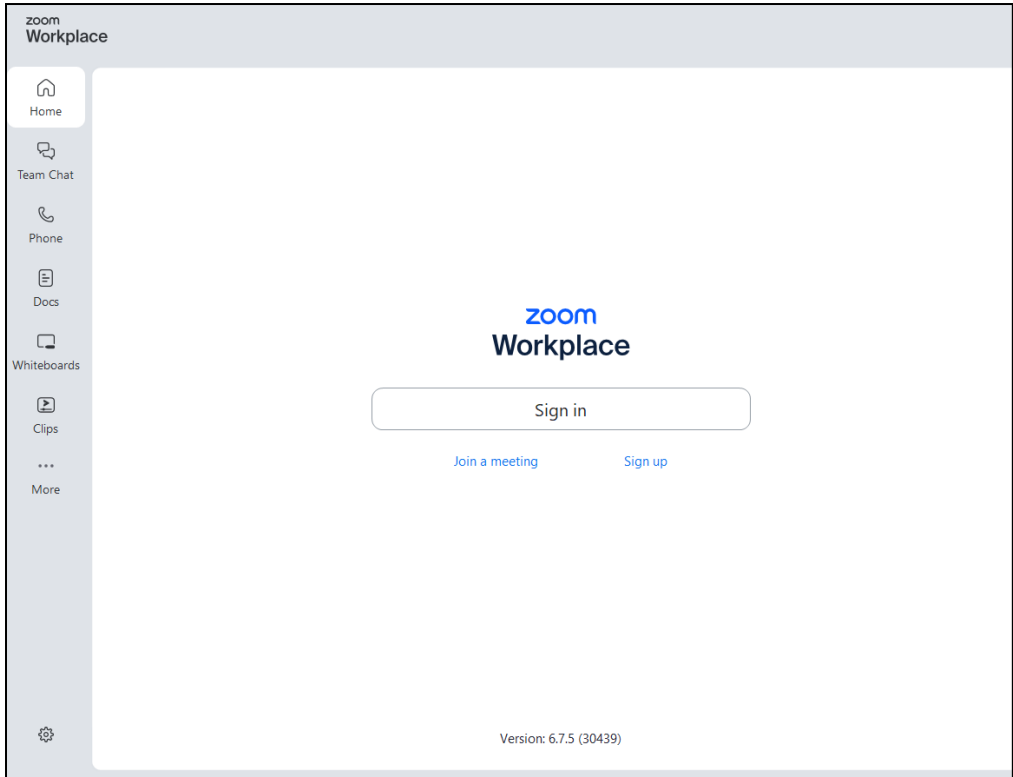 zoom
Workplace
Home
Team Chat
Phone
Docs
Whiteboards
Clips
More
zoom
Workplace
Sign in
Join a meeting Sign up
Version: 6.7.5 (30439)